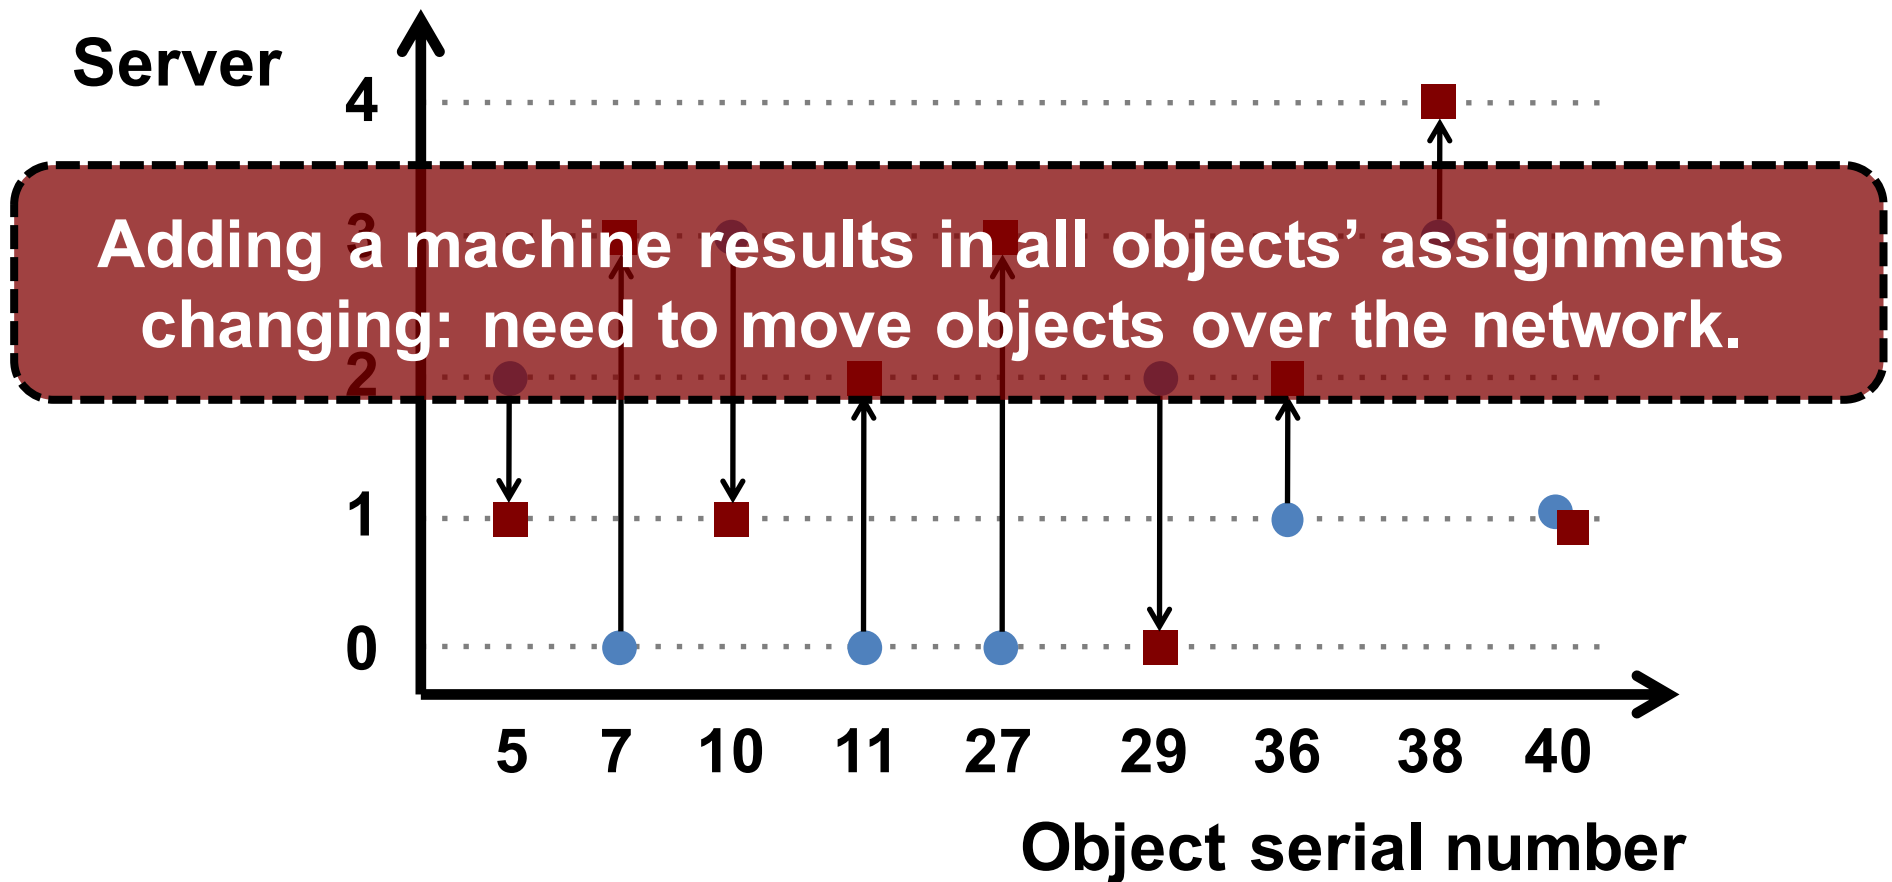 Server
4
3
Adding a machine results in all objects’ assignments
changing: need to move objects over the network.
2
1
0
5 7 10 11 27 29 36 38 40
Object serial number